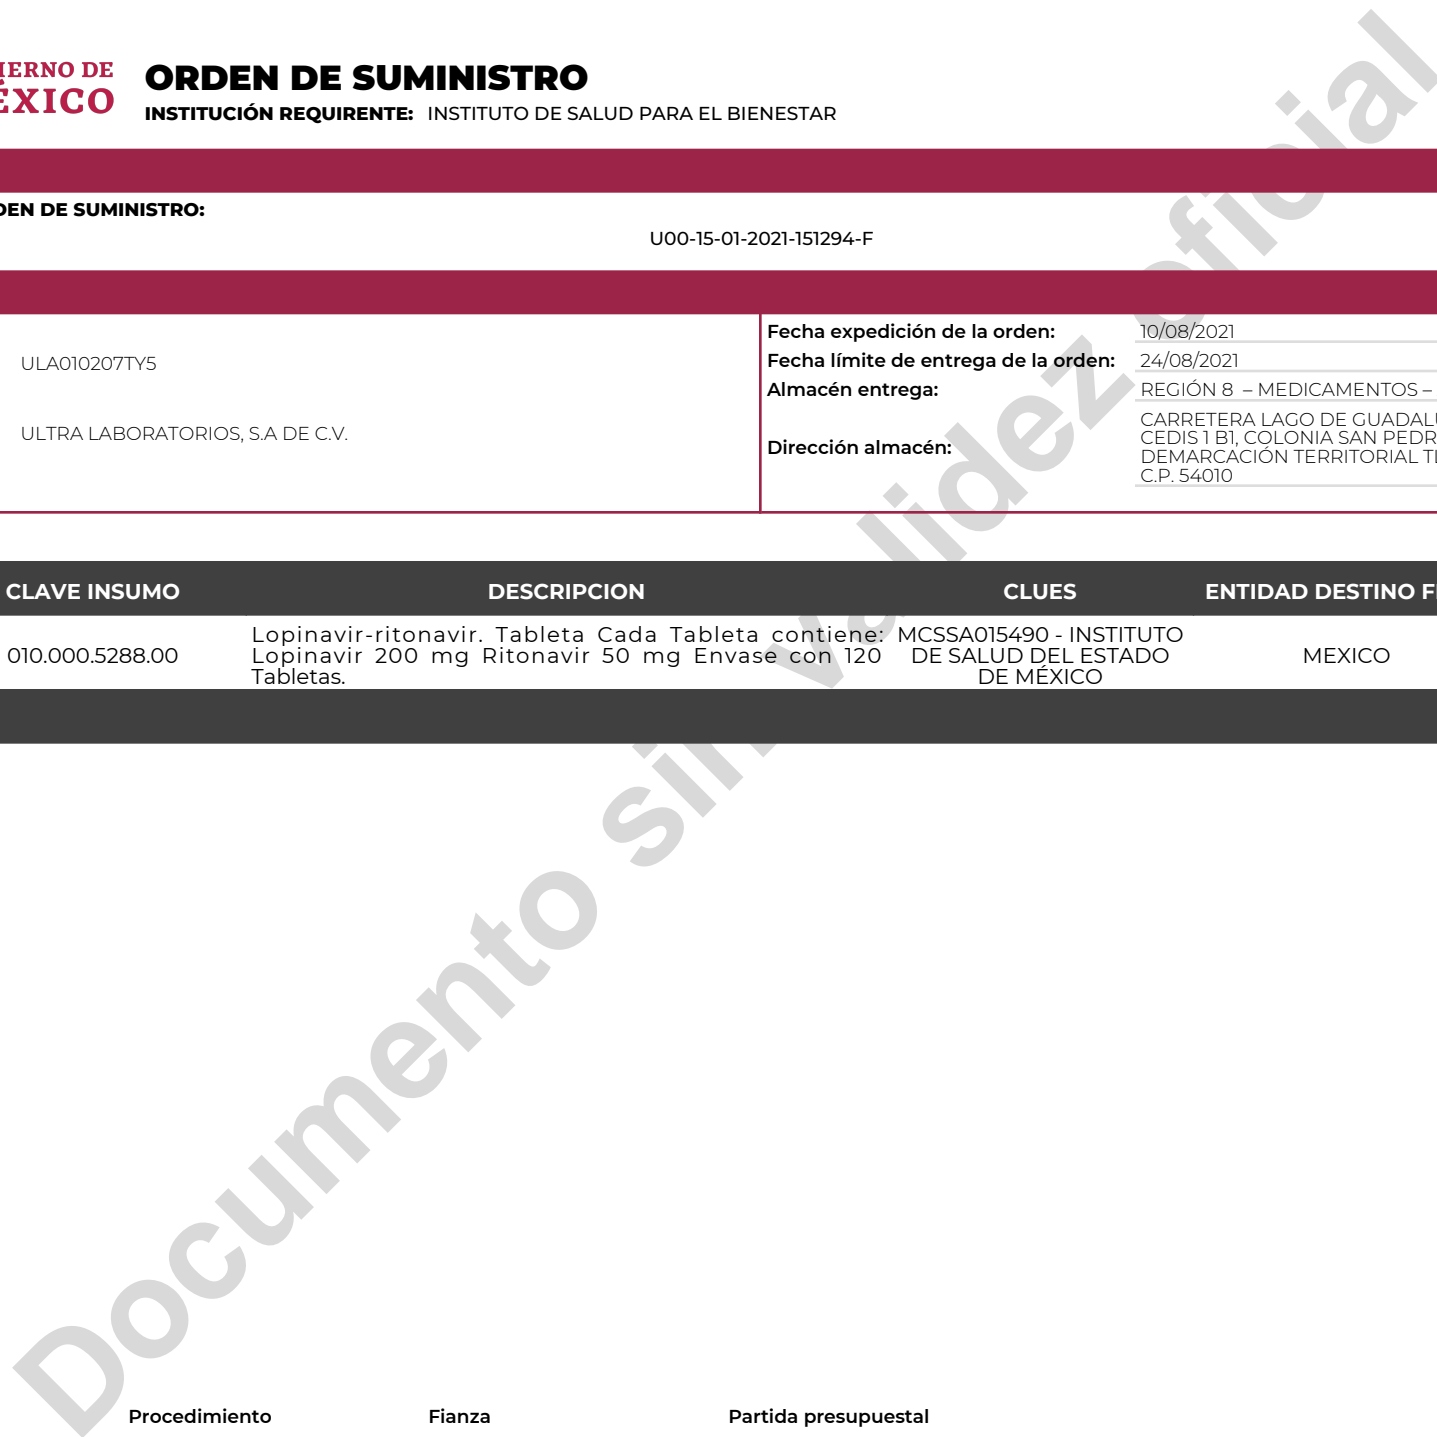 IERNO DE
ÉXICO
ORDEN DE SUMINISTRO
INSTITUCIÓN REQUIRENTE: INSTITUTO DE SALUD PARA EL BIENESTAR
DEN DE SUMINISTRO:
U00-15-01-2021-151294-F
ULA010207TY5
ULTRA LABORATORIOS, S.A DE C.V.
Fecha expedición de la orden: 10/08/2021
Fecha límite de entrega de la orden: 24/08/2021
Almacén entrega: REGIÓN 8 – MEDICAMENTOS –
Dirección almacén:
CARRETERA LAGO DE GUADALU
CEDIS 1 B1, COLONIA SAN PEDR
DEMARCACIÓN TERRITORIAL TL
C.P. 54010
CLAVE INSUMO DESCRIPCION CLUES ENTIDAD DESTINO FI
010.000.5288.00
Lopinavir-ritonavir. Tableta Cada Tableta contiene:
Lopinavir 200 mg Ritonavir 50 mg Envase con 120
Tabletas.
MCSSA015490 - INSTITUTO
DE SALUD DEL ESTADO
DE MÉXICO
MEXICO
Documento sin validez oficial
Procedimiento Fianza Partida presupuestal